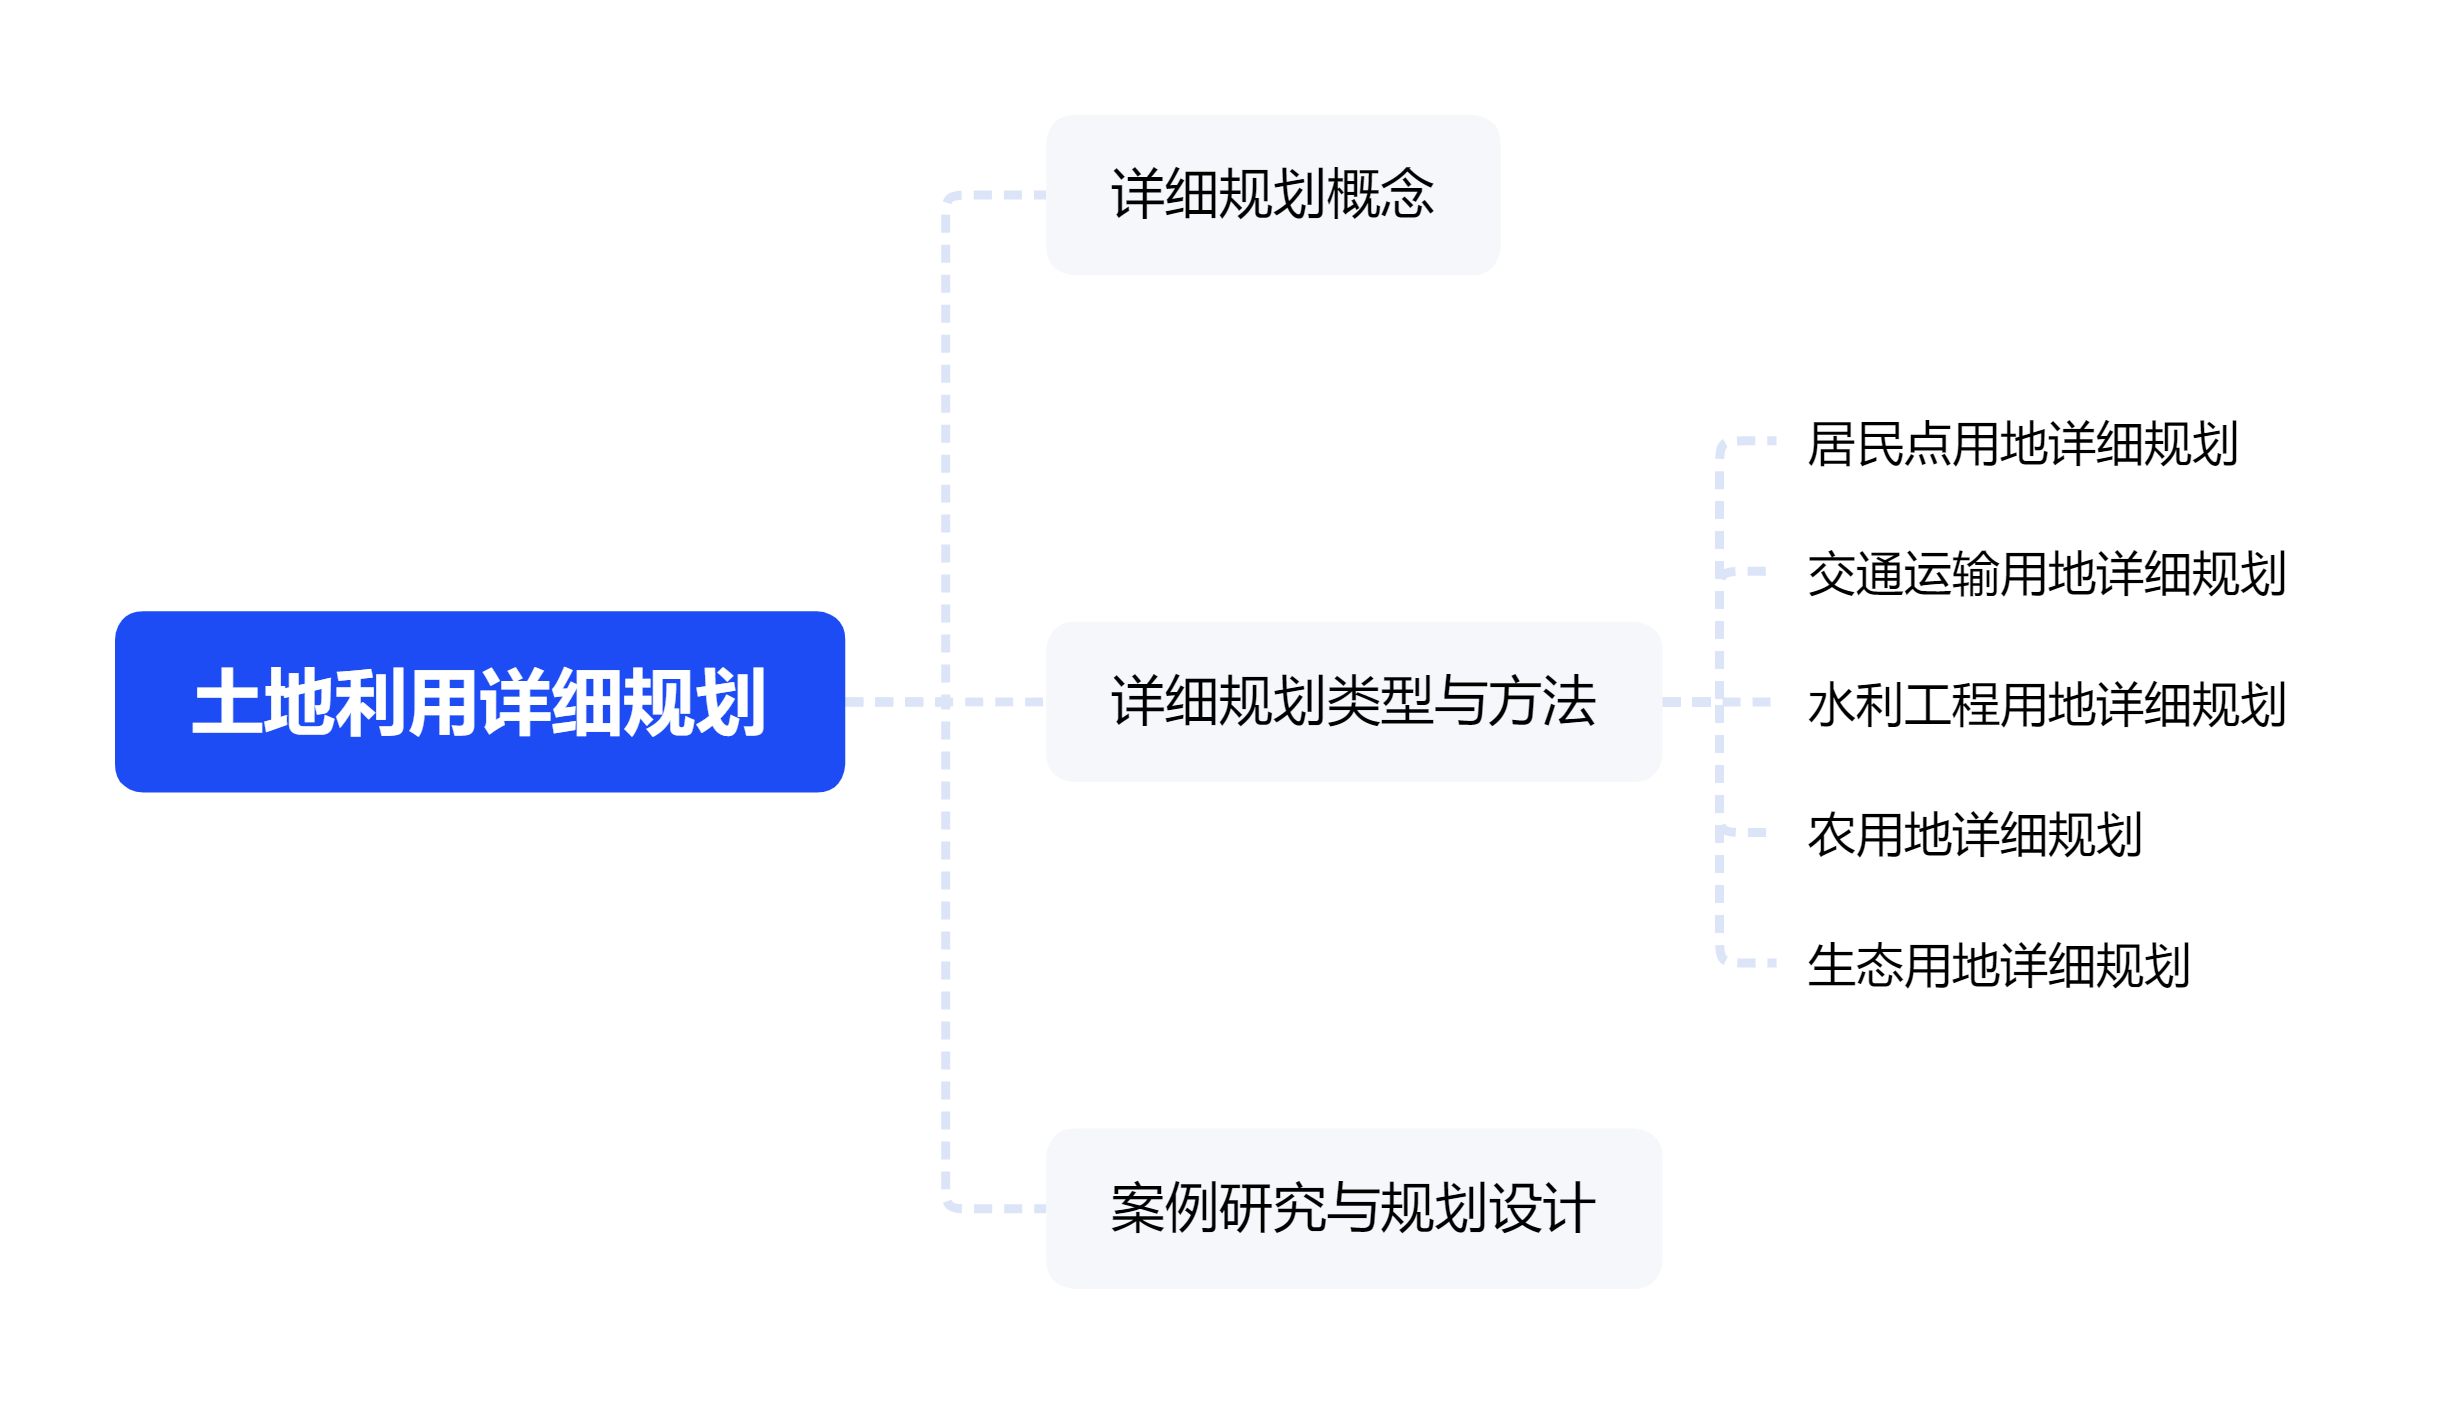 土地利用详细规划
详细规划概念
详细规划类型与方法
居民点用地详细规划
交通运输用地详细规划
水利工程用地详细规划
农用地详细规划
生态用地详细规划
案例研究与规划设计